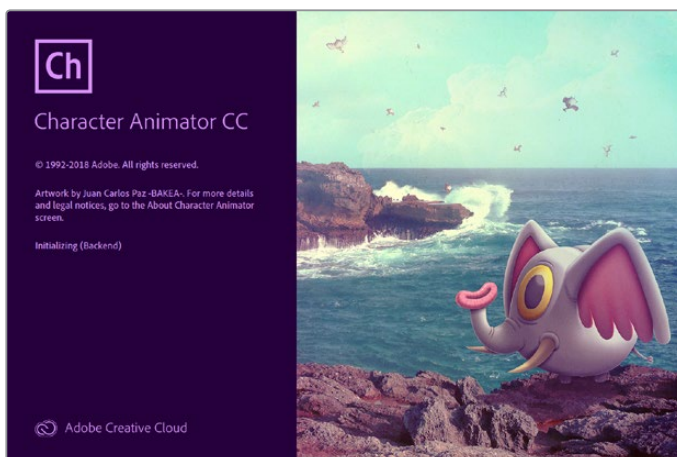 Ch
Character Animator CC
© 1992-2018 Adobe. All rights reserved.
Artwork by Juan Carlos Paz -BAKEA-. For more details
and legal notices, go to the About Character Animator
screen.
Initializing (Backend)
Adobe Creative Cloud